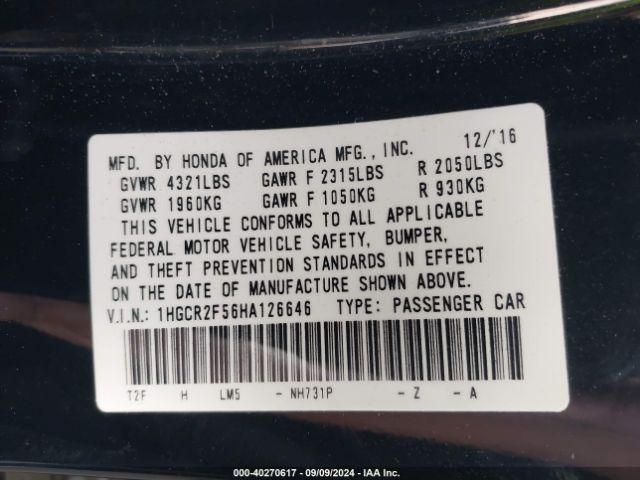 MFD. BY HONDA OF AMERICA MFG., INC. 12/'16
GVWR 4321LBS GAWR F 2315LBS R 2050LBS
GVWR 1960KG GAWR F 1050KG R 930KG
THIS VEHICLE CONFORMS TO ALL APPLICABLE
FEDERAL MOTOR VEHICLE SAFETY, BUMPER,
AND THEFT PREVENTION STANDARDS IN EFFECT
ON THE DATE OF MANUFACTURE SHOWN ABOVE.
V.I.N.: 1HGCR2F56HA126646 TYPE: PASSENGER CAR
T2F H LM5 - NH731P - Z - A
000-40270617 - 09/09/2024 - IAA Inc.